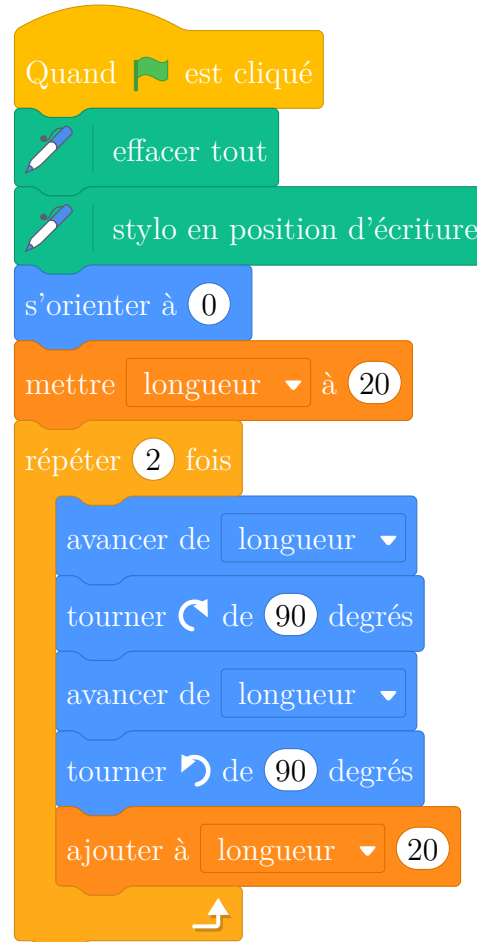 Quand est cliqué
effacer tout
stylo en position d'écriture
s'orienter à 0
mettre longueur à 20
répéter 2 fois
avancer de longueur
tourner de 90 degrés
avancer de longueur
tourner de 90 degrés
ajouter à longueur 20